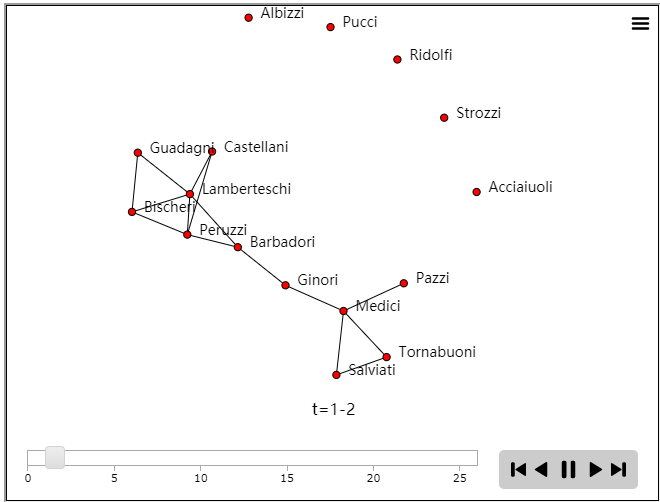 Albizzi
Pucci
Ridolfi
Strozzi
Guadagni
Castellani
Lamberteschi
Acciaiuoli
Bischeri
Peruzzi
Barbadori
Ginori
Pazzi
Medici
Tornabuoni
Salviati
t=1-2
0 5 10 15 20 25